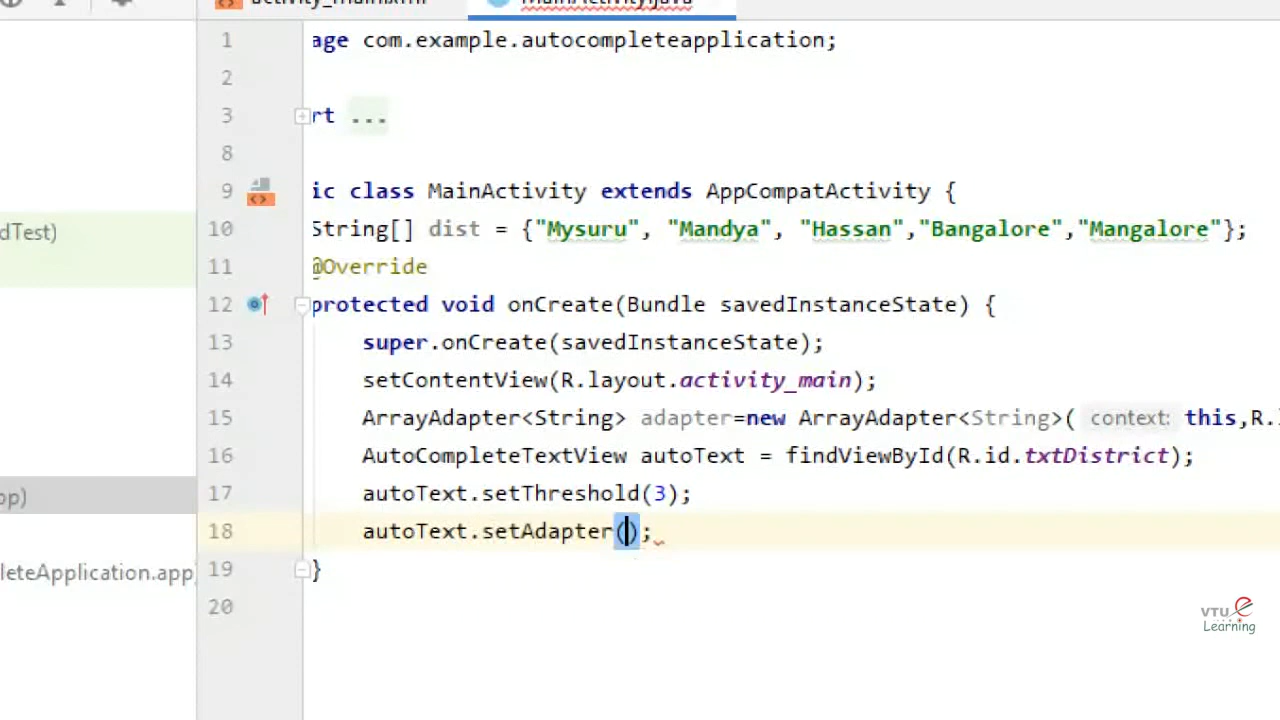 MainActivity.java
1 age com.example.autocompleteapplication;
2
3 rt ...
8
9 ic class MainActivity extends AppCompatActivity {
dTest) 10 String[] dist = {"Mysuru", "Mandya", "Hassan","Bangalore","Mangalore"};
11 @Override
12 protected void onCreate(Bundle savedInstanceState) {
13 super.onCreate(savedInstanceState);
14 setContentView(R.layout.activity_main);
15 ArrayAdapter<String> adapter=new ArrayAdapter<String>( context: this,R.
16 AutoCompleteTextView autoText = findViewById(R.id.txtDistrict);
pp) 17 autoText.setThreshold(3);
18 autoText.setAdapter();
leteApplication.app 19 }
20
VTU e
Learning